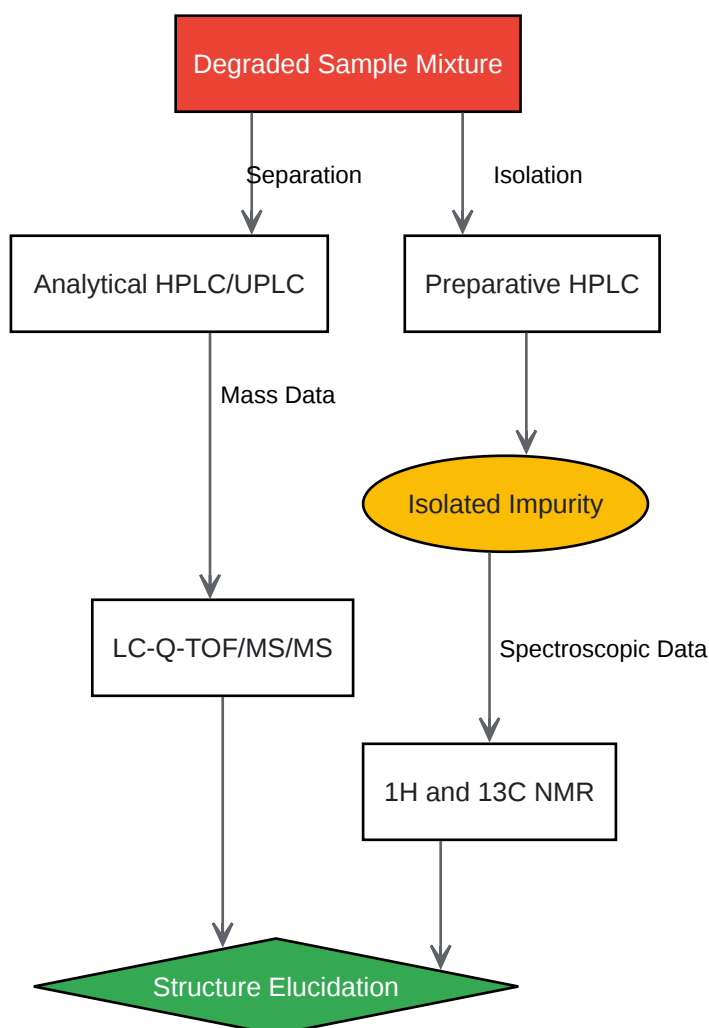 Degraded Sample Mixture
Separation
Isolation
Analytical HPLC/UPLC
Preparative HPLC
Mass Data
Isolated Impurity
LC-Q-TOF/MS/MS
Spectroscopic Data
1H and 13C NMR
Structure Elucidation